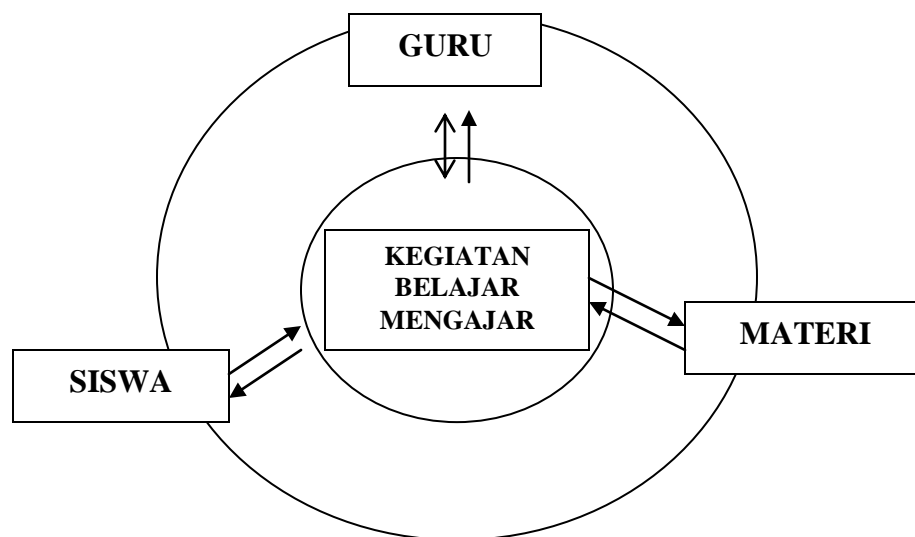 GURU
KEGIATAN
BELAJAR
MENGAJAR
MATERI
SISWA